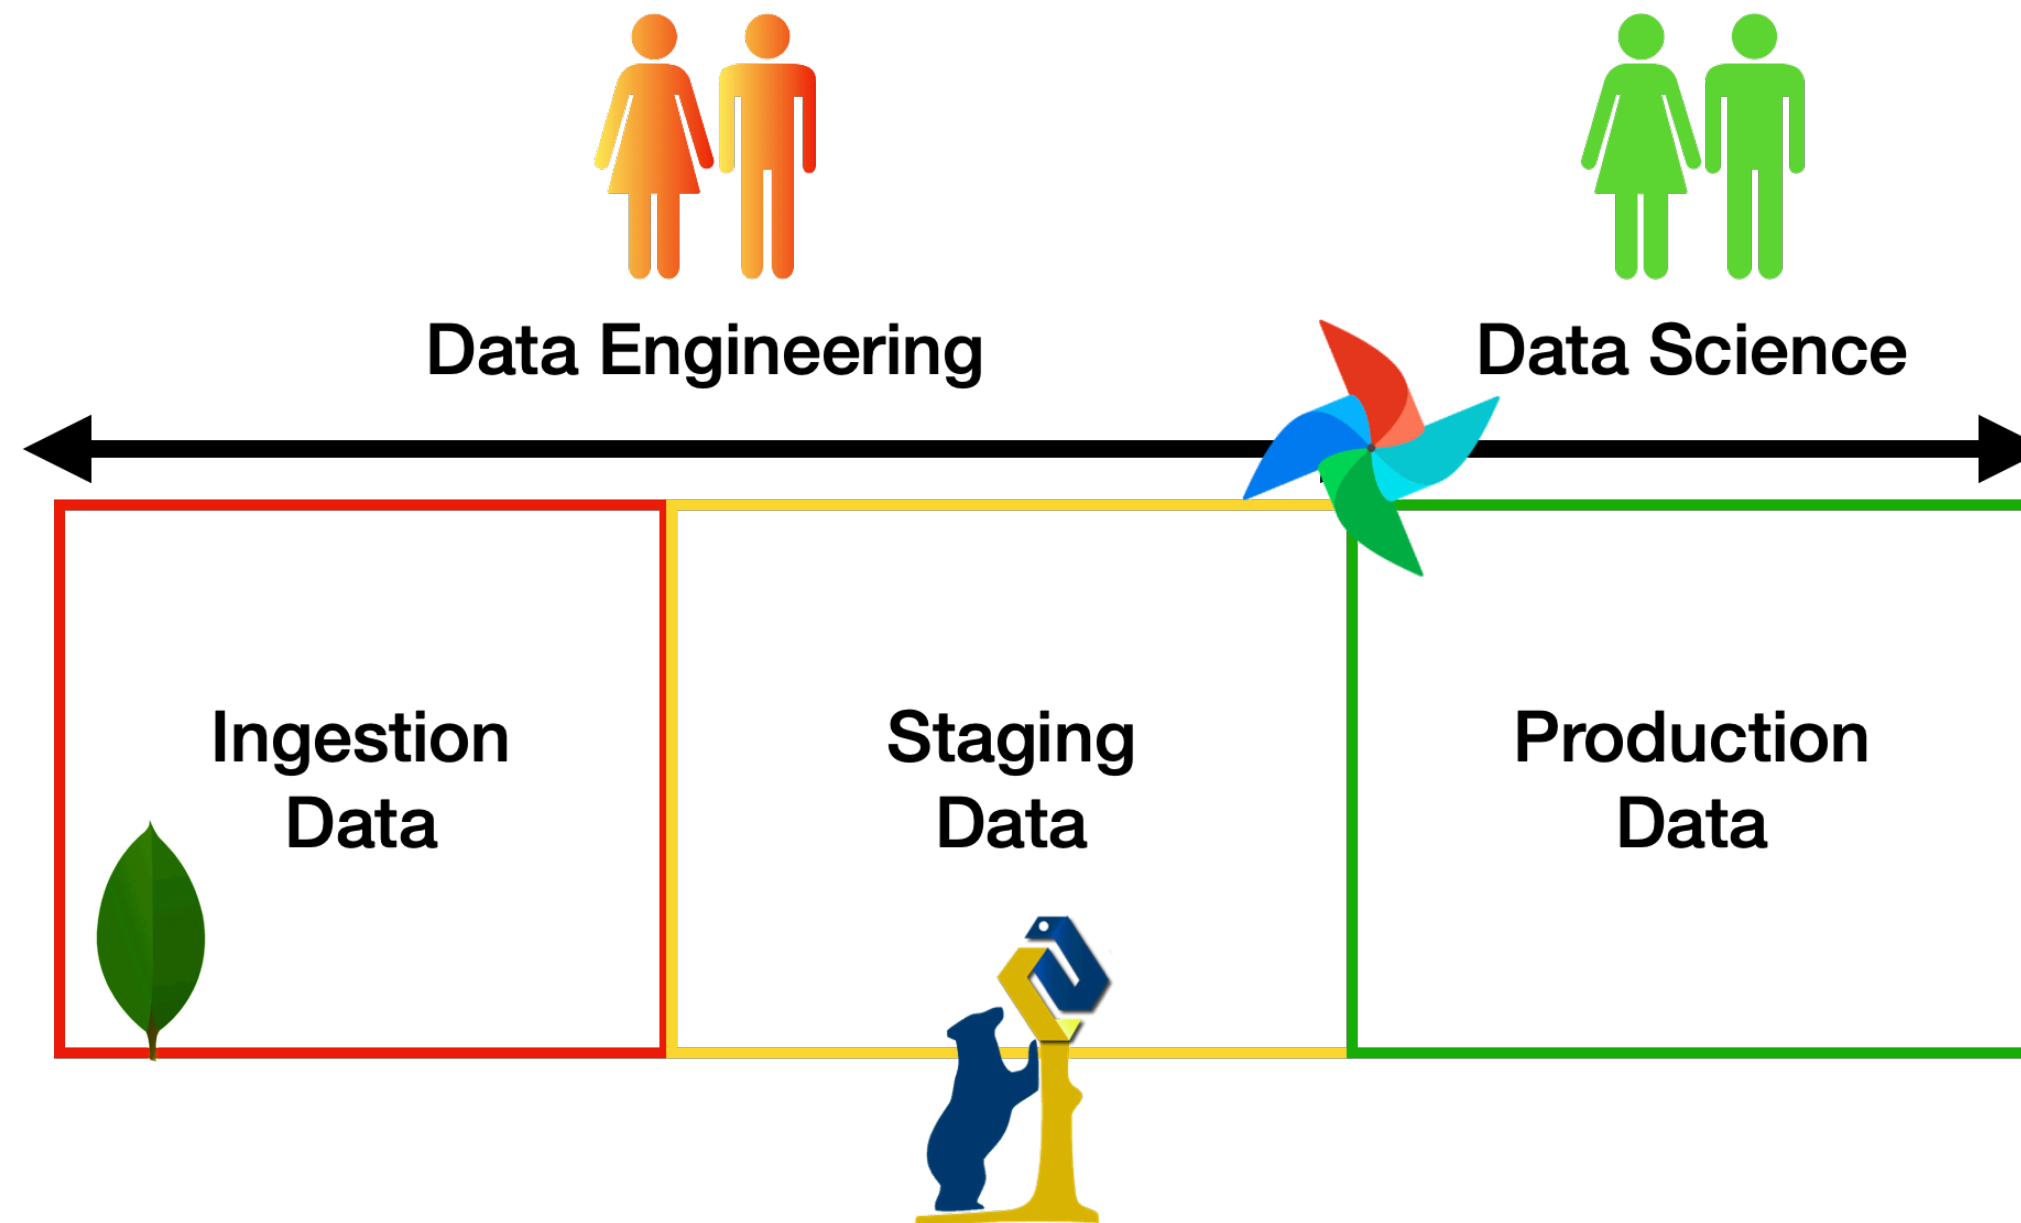 Data Engineering
Data Science
Ingestion
Data
Staging
Data
Production
Data